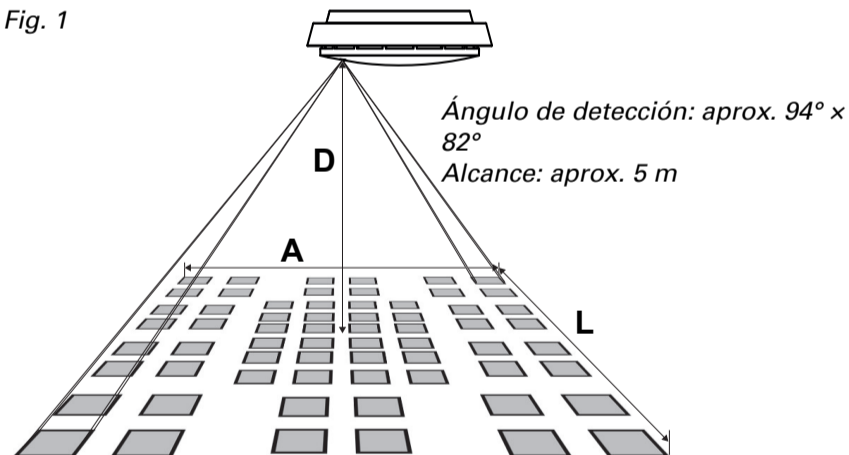 Fig. 1
Ángulo de detección: aprox. 94° ×
82°
Alcance: aprox. 5 m
D
A
L